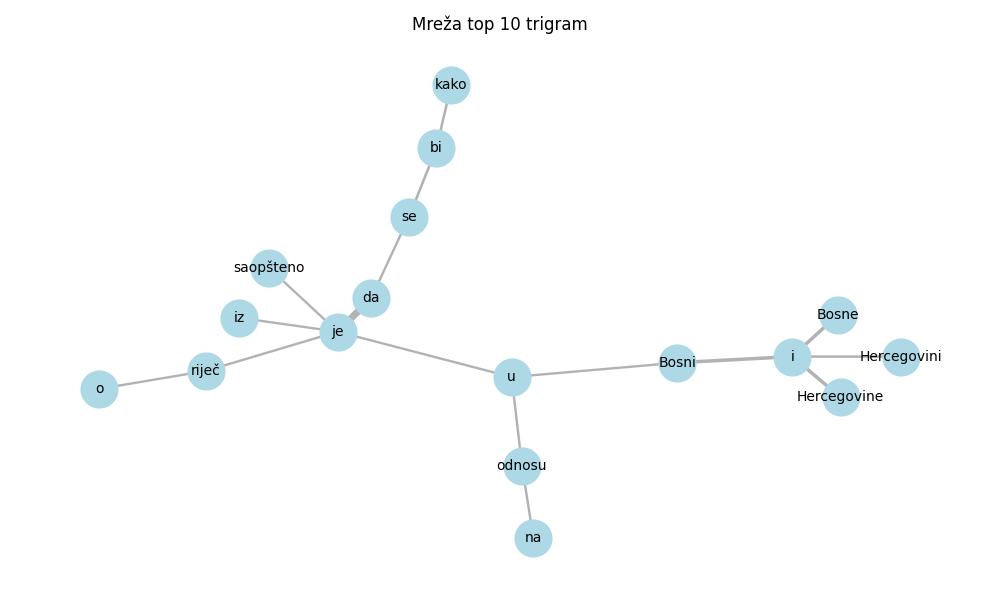 Mreža top 10 trigram
kako
bi
se
saopšteno
da
iz
je
Bosne
riječ
i
Hercegovini
Bosni
u
o
Hercegovine
odnosu
na